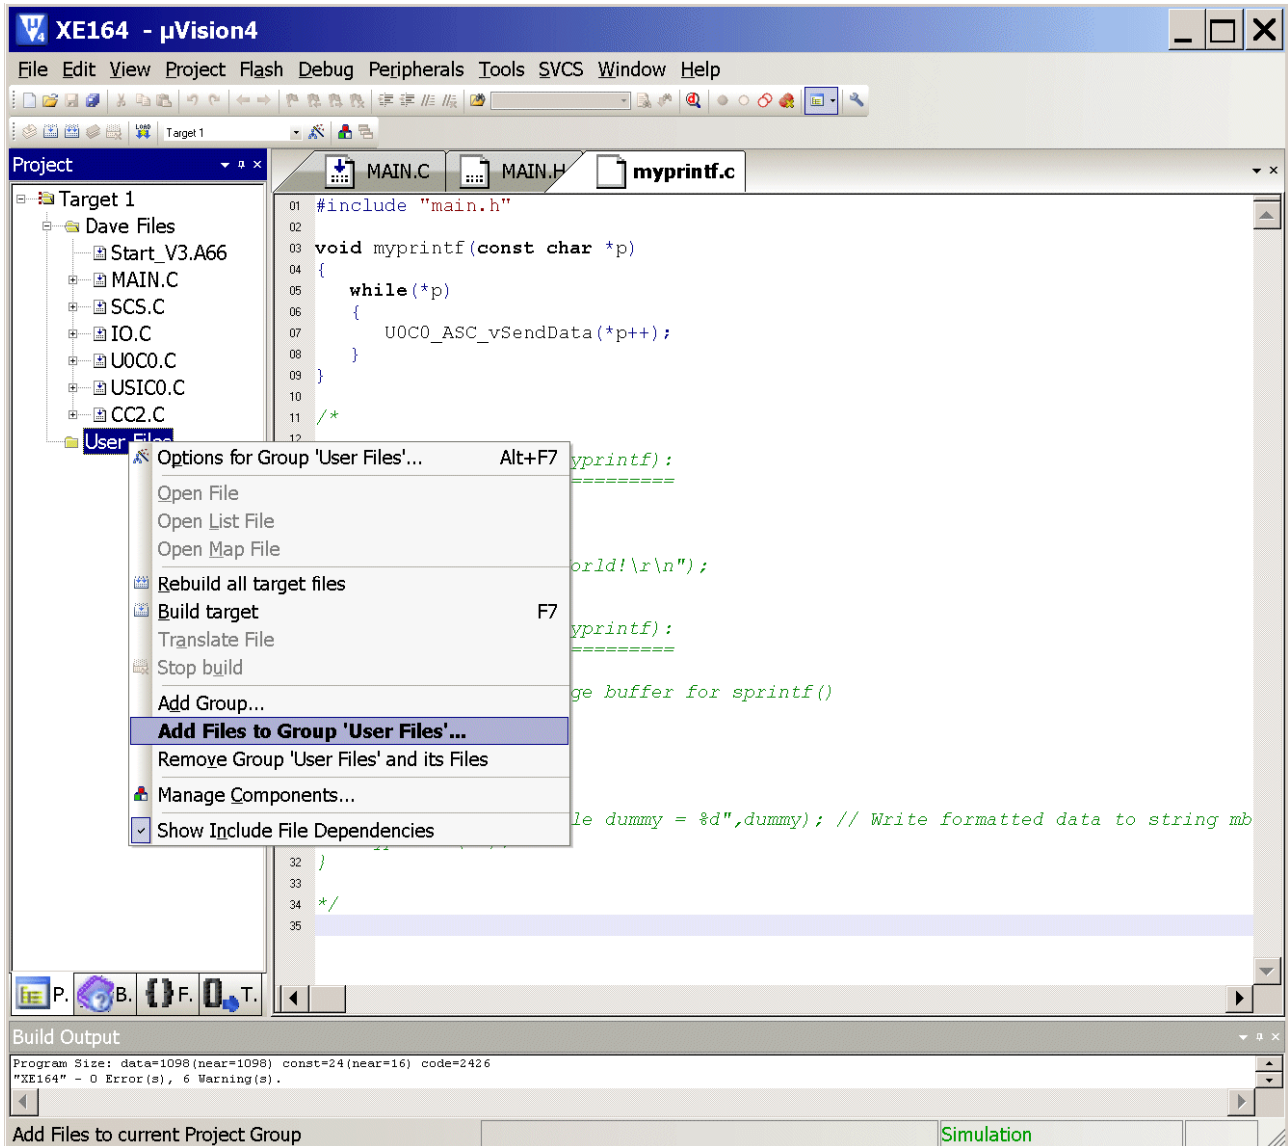 XE164 - µVision4
File Edit View Project Flash Debug Peripherals Tools SVCS Window Help
Target 1
Project
MAIN.C
MAIN.H
myprintf.c
Target 1
Dave Files
Start_V3.A66
MAIN.C
SCS.C
IO.C
U0C0.C
USIC0.C
CC2.C
User Files
01 #include "main.h"
02
03 void myprintf(const char *p)
04 {
05 while(*p)
06 {
07 U0C0_ASC_vSendData(*p++);
08 }
09 }
10
11 /*
12
yprintf):
=========
orld!\r\n");
yprintf):
=========
ge buffer for sprintf()
le dummy = %d",dummy); // Write formatted data to string mb
32 }
33
34 */
35
Options for Group 'User Files'... Alt+F7
Open File
Open List File
Open Map File
Rebuild all target files
Build target F7
Translate File
Stop build
Add Group...
Add Files to Group 'User Files'...
Remove Group 'User Files' and its Files
Manage Components...
Show Include File Dependencies
P. B. {} F. T.
Build Output
Program Size: data=1098(near=1098) const=24(near=16) code=2426
"XE164" - 0 Error(s), 6 Warning(s).
Add Files to current Project Group
Simulation